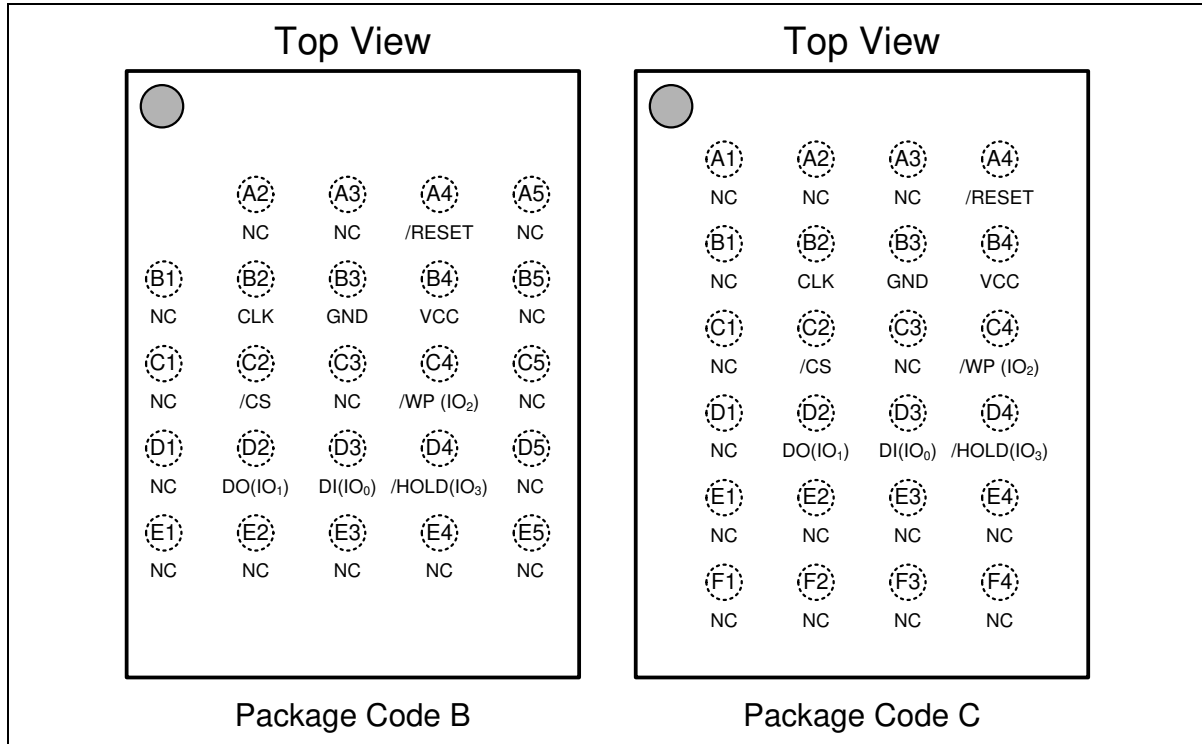 Top View
A2 A3 A4 A5
NC NC /RESET NC
B1 B2 B3 B4 B5
NC CLK GND VCC NC
C1 C2 C3 C4 C5
NC /CS NC /WP (IO₂) NC
D1 D2 D3 D4 D5
NC DO(IO₁) DI(IO₀) /HOLD(IO₃) NC
E1 E2 E3 E4 E5
NC NC NC NC NC
Package Code B
Top View
A1 A2 A3 A4
NC NC NC /RESET
B1 B2 B3 B4
NC CLK GND VCC
C1 C2 C3 C4
NC /CS NC /WP (IO₂)
D1 D2 D3 D4
NC DO(IO₁) DI(IO₀) /HOLD(IO₃)
E1 E2 E3 E4
NC NC NC NC
F1 F2 F3 F4
NC NC NC NC
Package Code C